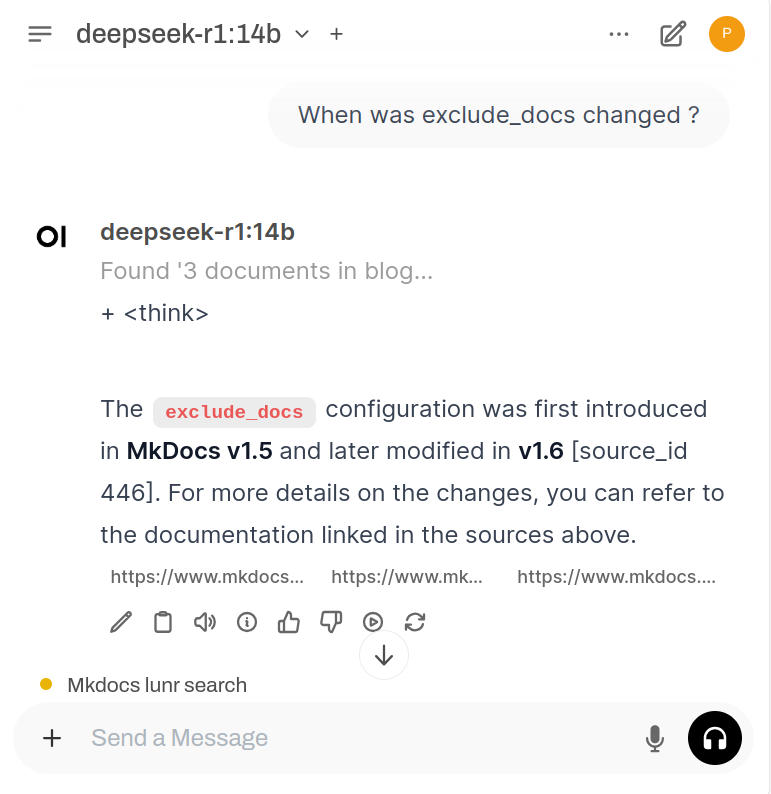 deepseek-r1:14b
P
When was exclude_docs changed ?
OI
deepseek-r1:14b
Found '3 documents in blog...
+ <think>
The exclude_docs configuration was first introduced
in MkDocs v1.5 and later modified in v1.6 [source_id
446]. For more details on the changes, you can refer to
the documentation linked in the sources above.
https://www.mkdocs... https://www.mk... https://www.mkdocs....
Mkdocs lunr search
Send a Message